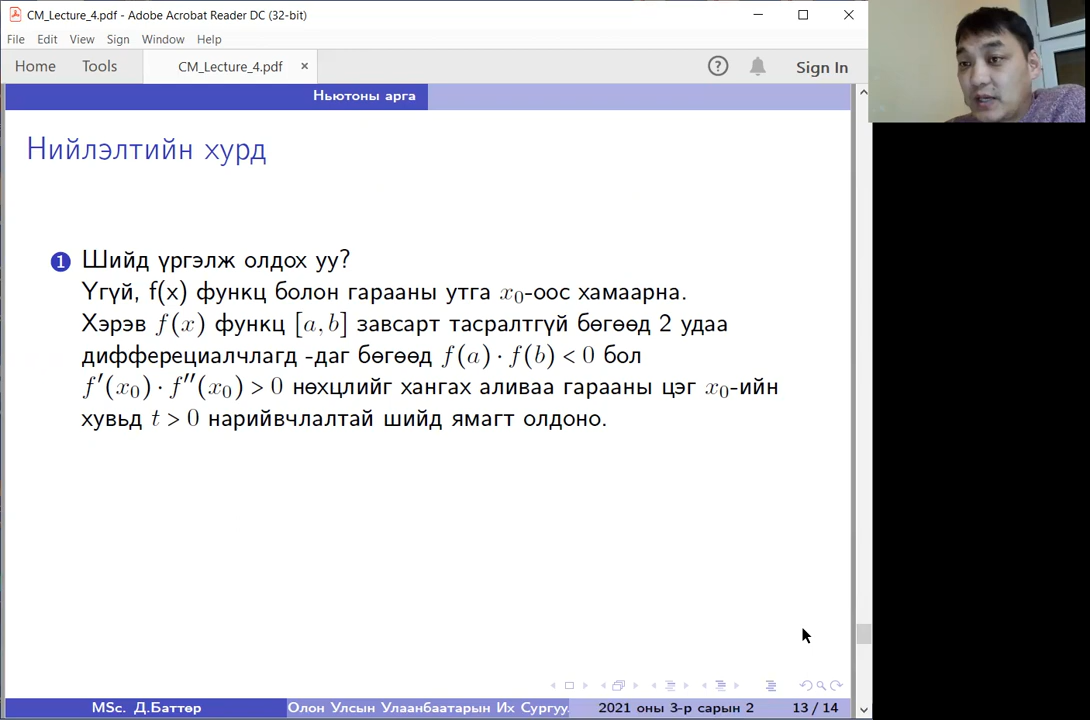 CM_Lecture_4.pdf - Adobe Acrobat Reader DC (32-bit)
File Edit View Sign Window Help
Home Tools CM_Lecture_4.pdf × Sign In
Ньютоны арга
Нийлэлтийн хурд
1 Шийд үргэлж олдох уу?
Үгүй, f(x) функц болон гарааны утга x₀-оос хамаарна.
Хэрэв f(x) функц [a, b] завсарт тасралтгүй бөгөөд 2 удаа
дифферециалчлагд -даг бөгөөд f(a) · f(b) < 0 бол
f′(x₀) · f″(x₀) > 0 нөхцлийг хангах аливаа гарааны цэг x₀-ийн
хувьд t > 0 нарийвчлалтай шийд ямагт олдоно.
MSc. Д.Баттөр Олон Улсын Улаанбаатарын Их Сургуу. 2021 оны 3-р сарын 2 13 / 14